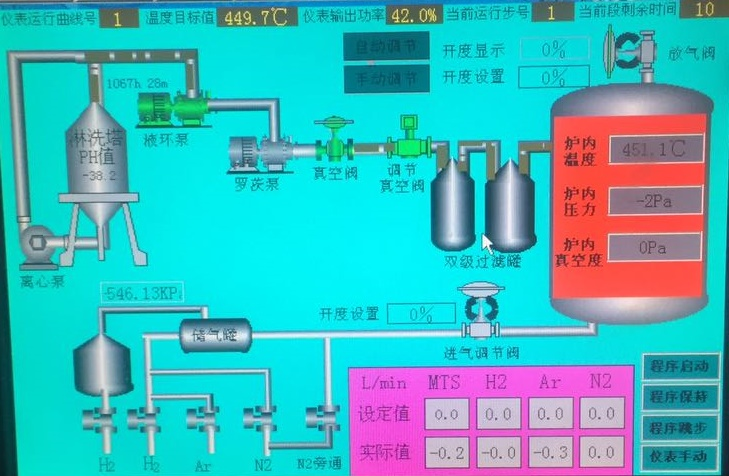 仪表运行曲线号 1 温度目标值 449.7℃ 仪表输出功率 42.0% 当前运行步号 1 当前段剩余时间 10
自动调节 开度显示 0% 放气阀
手动调节 开度设置 0%
1067h 28m
淋洗塔
PH值
-38.2
液环泵
罗茨泵
真空阀
调节
真空阀
炉内
温度 451.1℃
炉内
压力 -2Pa
炉内
真空度 0Pa
双级过滤罐
离心泵
-546.13KPa
开度设置 0%
储气罐
进气调节阀
L/min MTS H2 Ar N2
设定值 0.0 0.0 0.0 0.0
实际值 -0.2 -0.0 -0.3 0.0
程序启动
程序保持
程序跳步
仪表手动
H2 H2 Ar N2 N2旁通